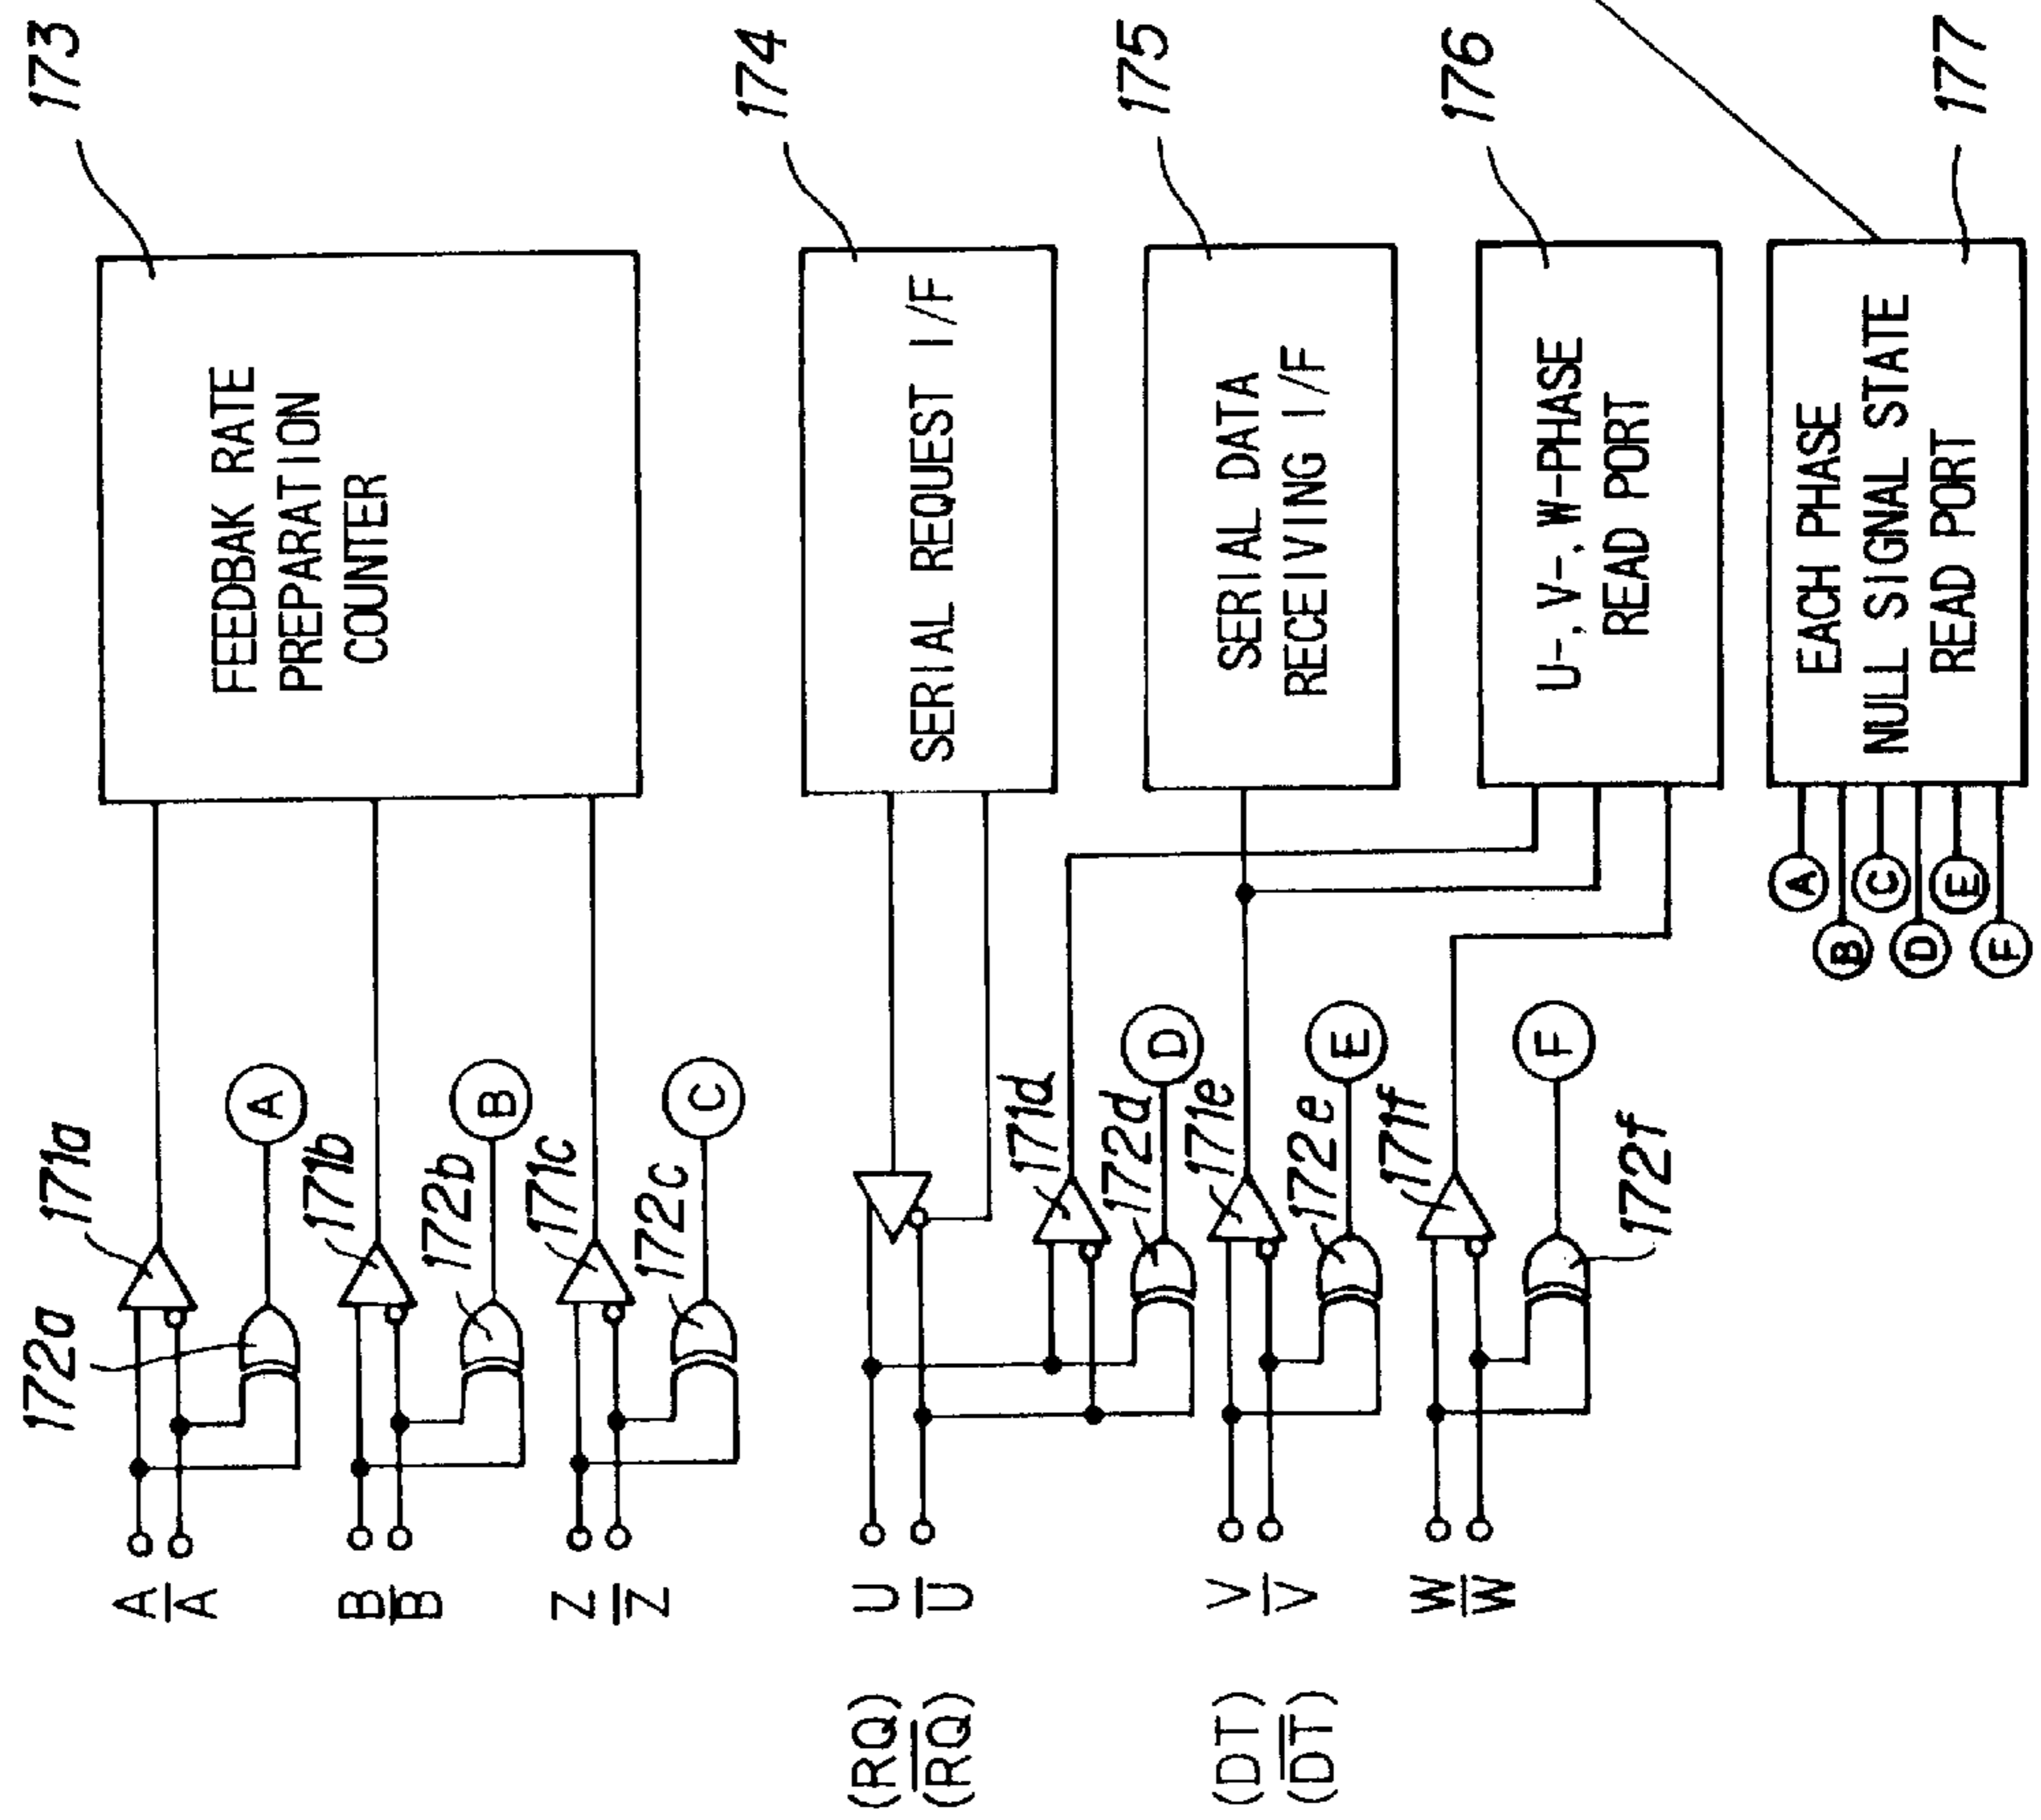 173
FEEDBAK RATE
PREPARATION
COUNTER
174
SERIAL REQUEST I/F
175
SERIAL DATA
RECEIVING I/F
176
U-, V-, W-PHASE
READ PORT
177
EACH PHASE
NULL SIGNAL STATE
READ PORT
A
B
C
D
E
F
171a
172a
A
171b
172b
B
171c
172c
C
171d
172d
D
171e
172e
E
171f
172f
F
A
A̅
B
B̅
Z
Z̅
(RQ) U
(R̅Q̅) U̅
(DT) V
(D̅T̅) V̅
W
W̅